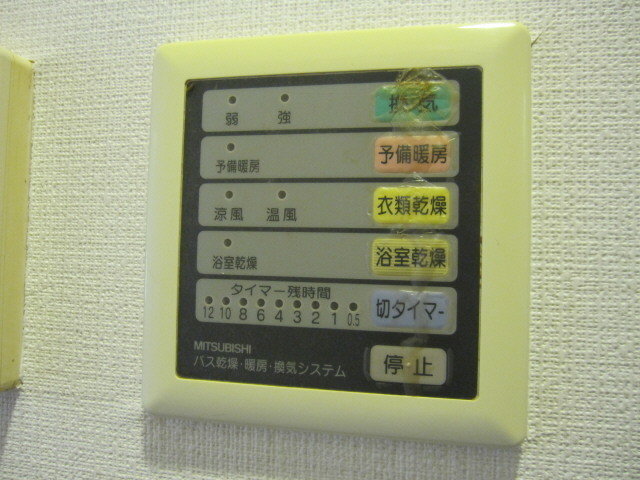 換気
弱 強
予備暖房
予備暖房
衣類乾燥
涼風 温風
浴室乾燥
浴室乾燥
タイマー残時間
12 10 8 6 4 3 2 1 0.5
切タイマー
MITSUBISHI
バス乾燥・暖房・換気システム
停止